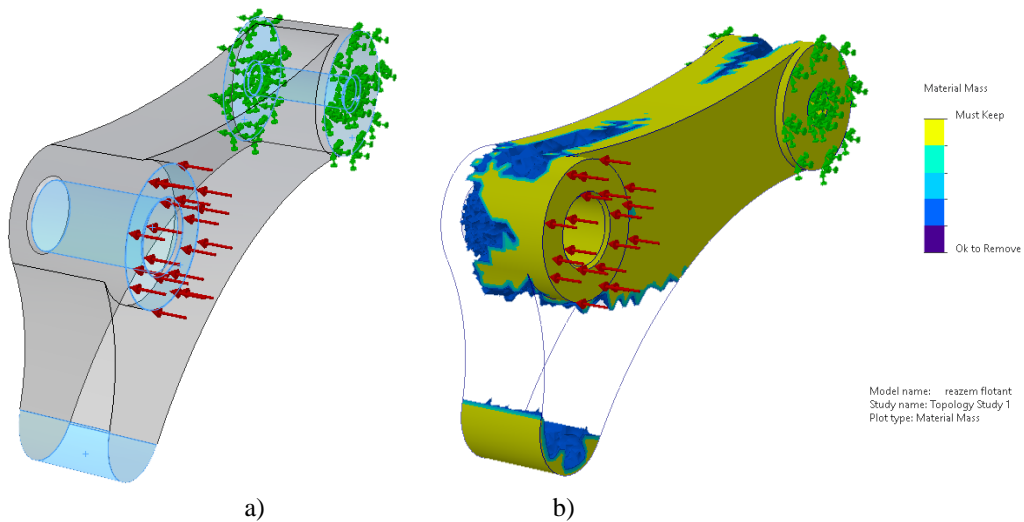 Material Mass
Must Keep
Ok to Remove
Model name: reazem flotant
Study name: Topology Study 1
Plot type: Material Mass
a)
b)